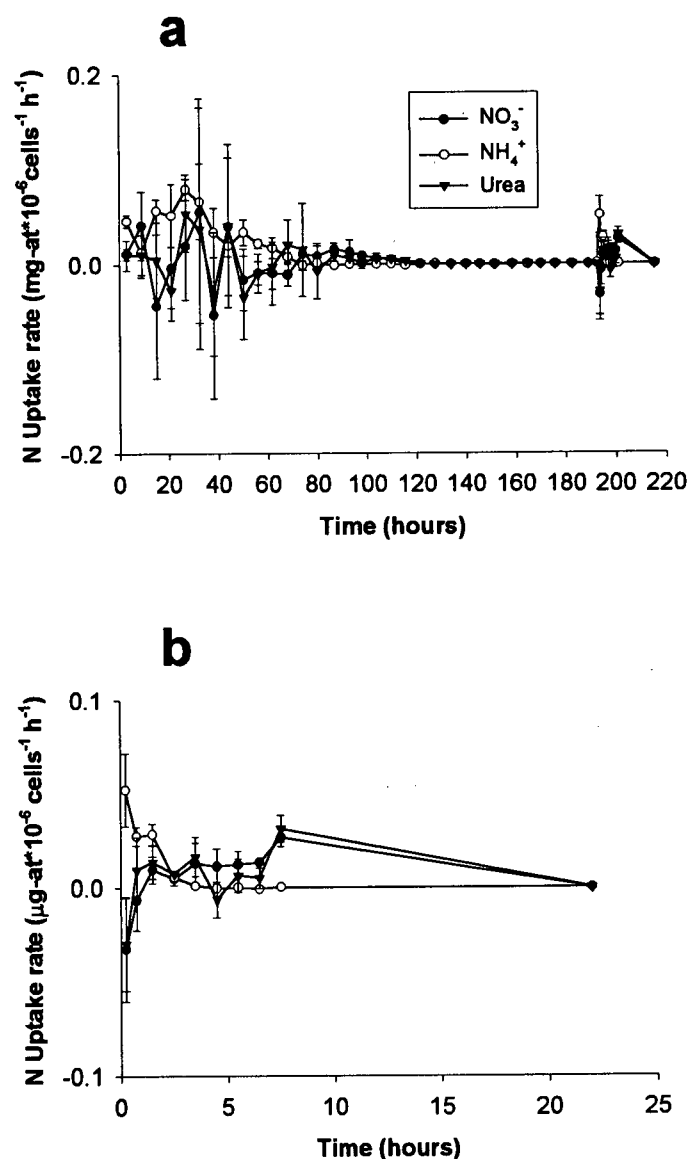 a
N Uptake rate (mg-at*10⁻⁶cells⁻¹ h⁻¹)
0.2
0.0
-0.2
NO₃⁻
NH₄⁺
Urea
0 20 40 60 80 100 120 140 160 180 200 220
Time (hours)
b
N Uptake rate (µg-at*10⁻⁶ cells⁻¹ h⁻¹)
0.1
0.0
-0.1
0 5 10 15 20 25
Time (hours)